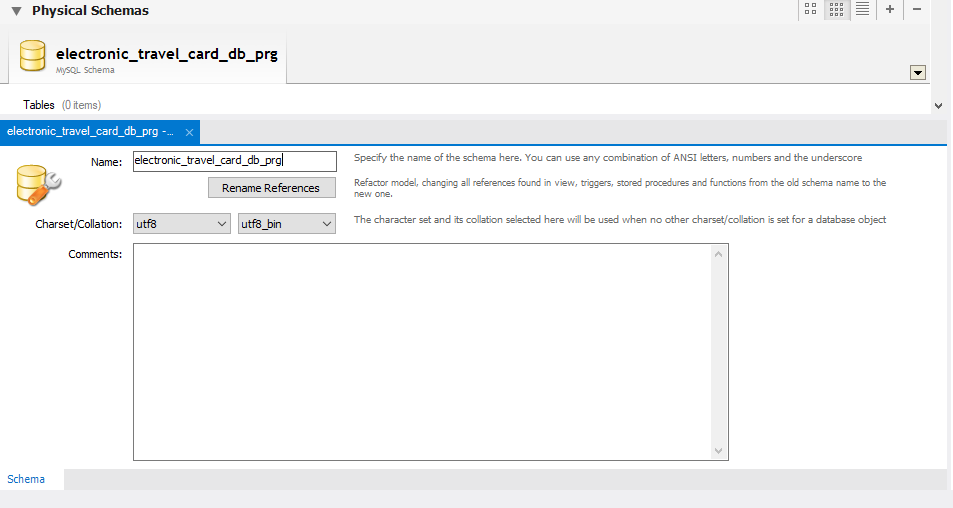 Physical Schemas
electronic_travel_card_db_prg
MySQL Schema
Tables (0 items)
electronic_travel_card_db_prg -...
Name: electronic_travel_card_db_prg Specify the name of the schema here. You can use any combination of ANSI letters, numbers and the underscore
Rename References Refactor model, changing all references found in view, triggers, stored procedures and functions from the old schema name to the
new one.
Charset/Collation: utf8 utf8_bin The character set and its collation selected here will be used when no other charset/collation is set for a database object
Comments:
Schema